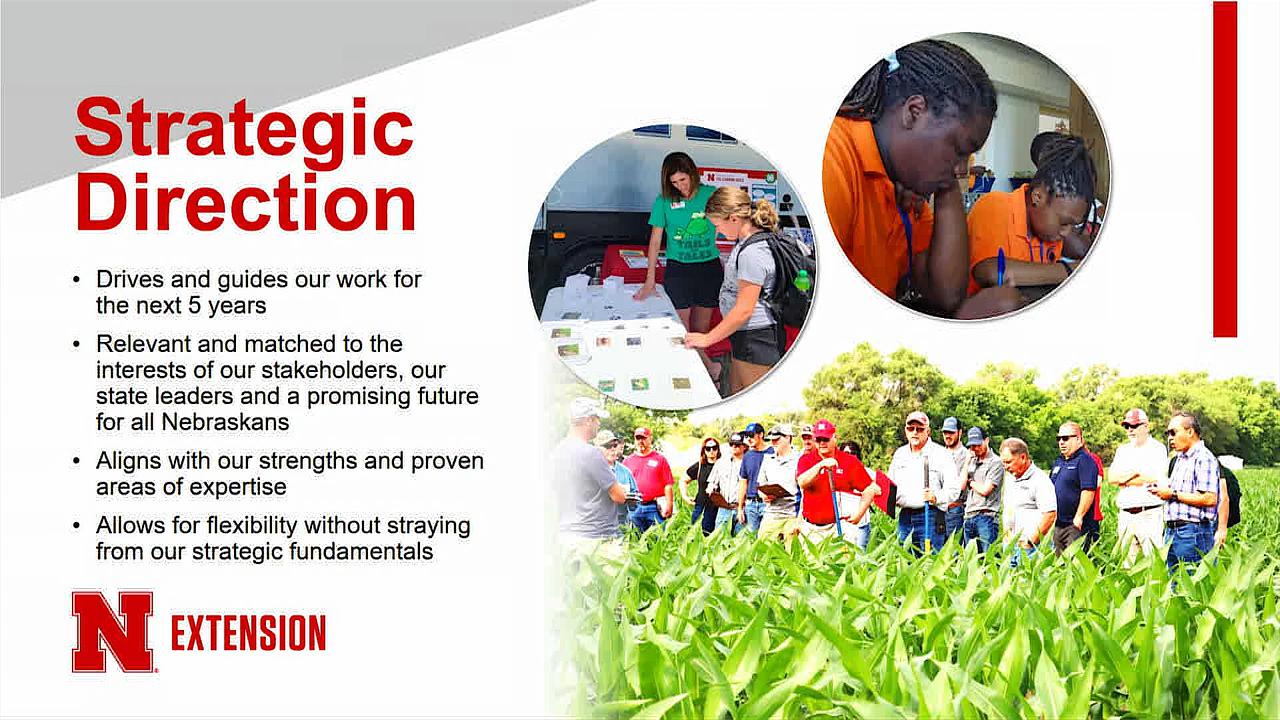 Strategic
Direction
• Drives and guides our work for
the next 5 years
• Relevant and matched to the
interests of our stakeholders, our
state leaders and a promising future
for all Nebraskans
• Aligns with our strengths and proven
areas of expertise
• Allows for flexibility without straying
from our strategic fundamentals
N EXTENSION